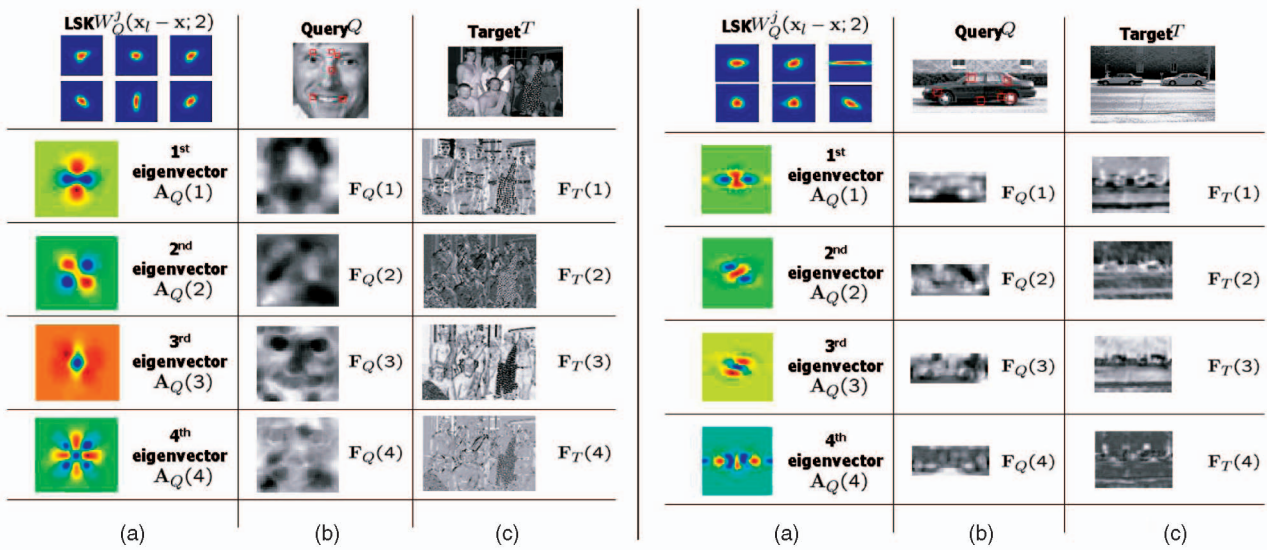 LSK W_Q^j(x_l − x; 2)
Query Q
Target T
1st eigenvector A_Q(1)
F_Q(1)
F_T(1)
2nd eigenvector A_Q(2)
F_Q(2)
F_T(2)
3rd eigenvector A_Q(3)
F_Q(3)
F_T(3)
4th eigenvector A_Q(4)
F_Q(4)
F_T(4)
(a)
(b)
(c)
LSK W_Q^j(x_l − x; 2)
Query Q
Target T
1st eigenvector A_Q(1)
F_Q(1)
F_T(1)
2nd eigenvector A_Q(2)
F_Q(2)
F_T(2)
3rd eigenvector A_Q(3)
F_Q(3)
F_T(3)
4th eigenvector A_Q(4)
F_Q(4)
F_T(4)
(a)
(b)
(c)